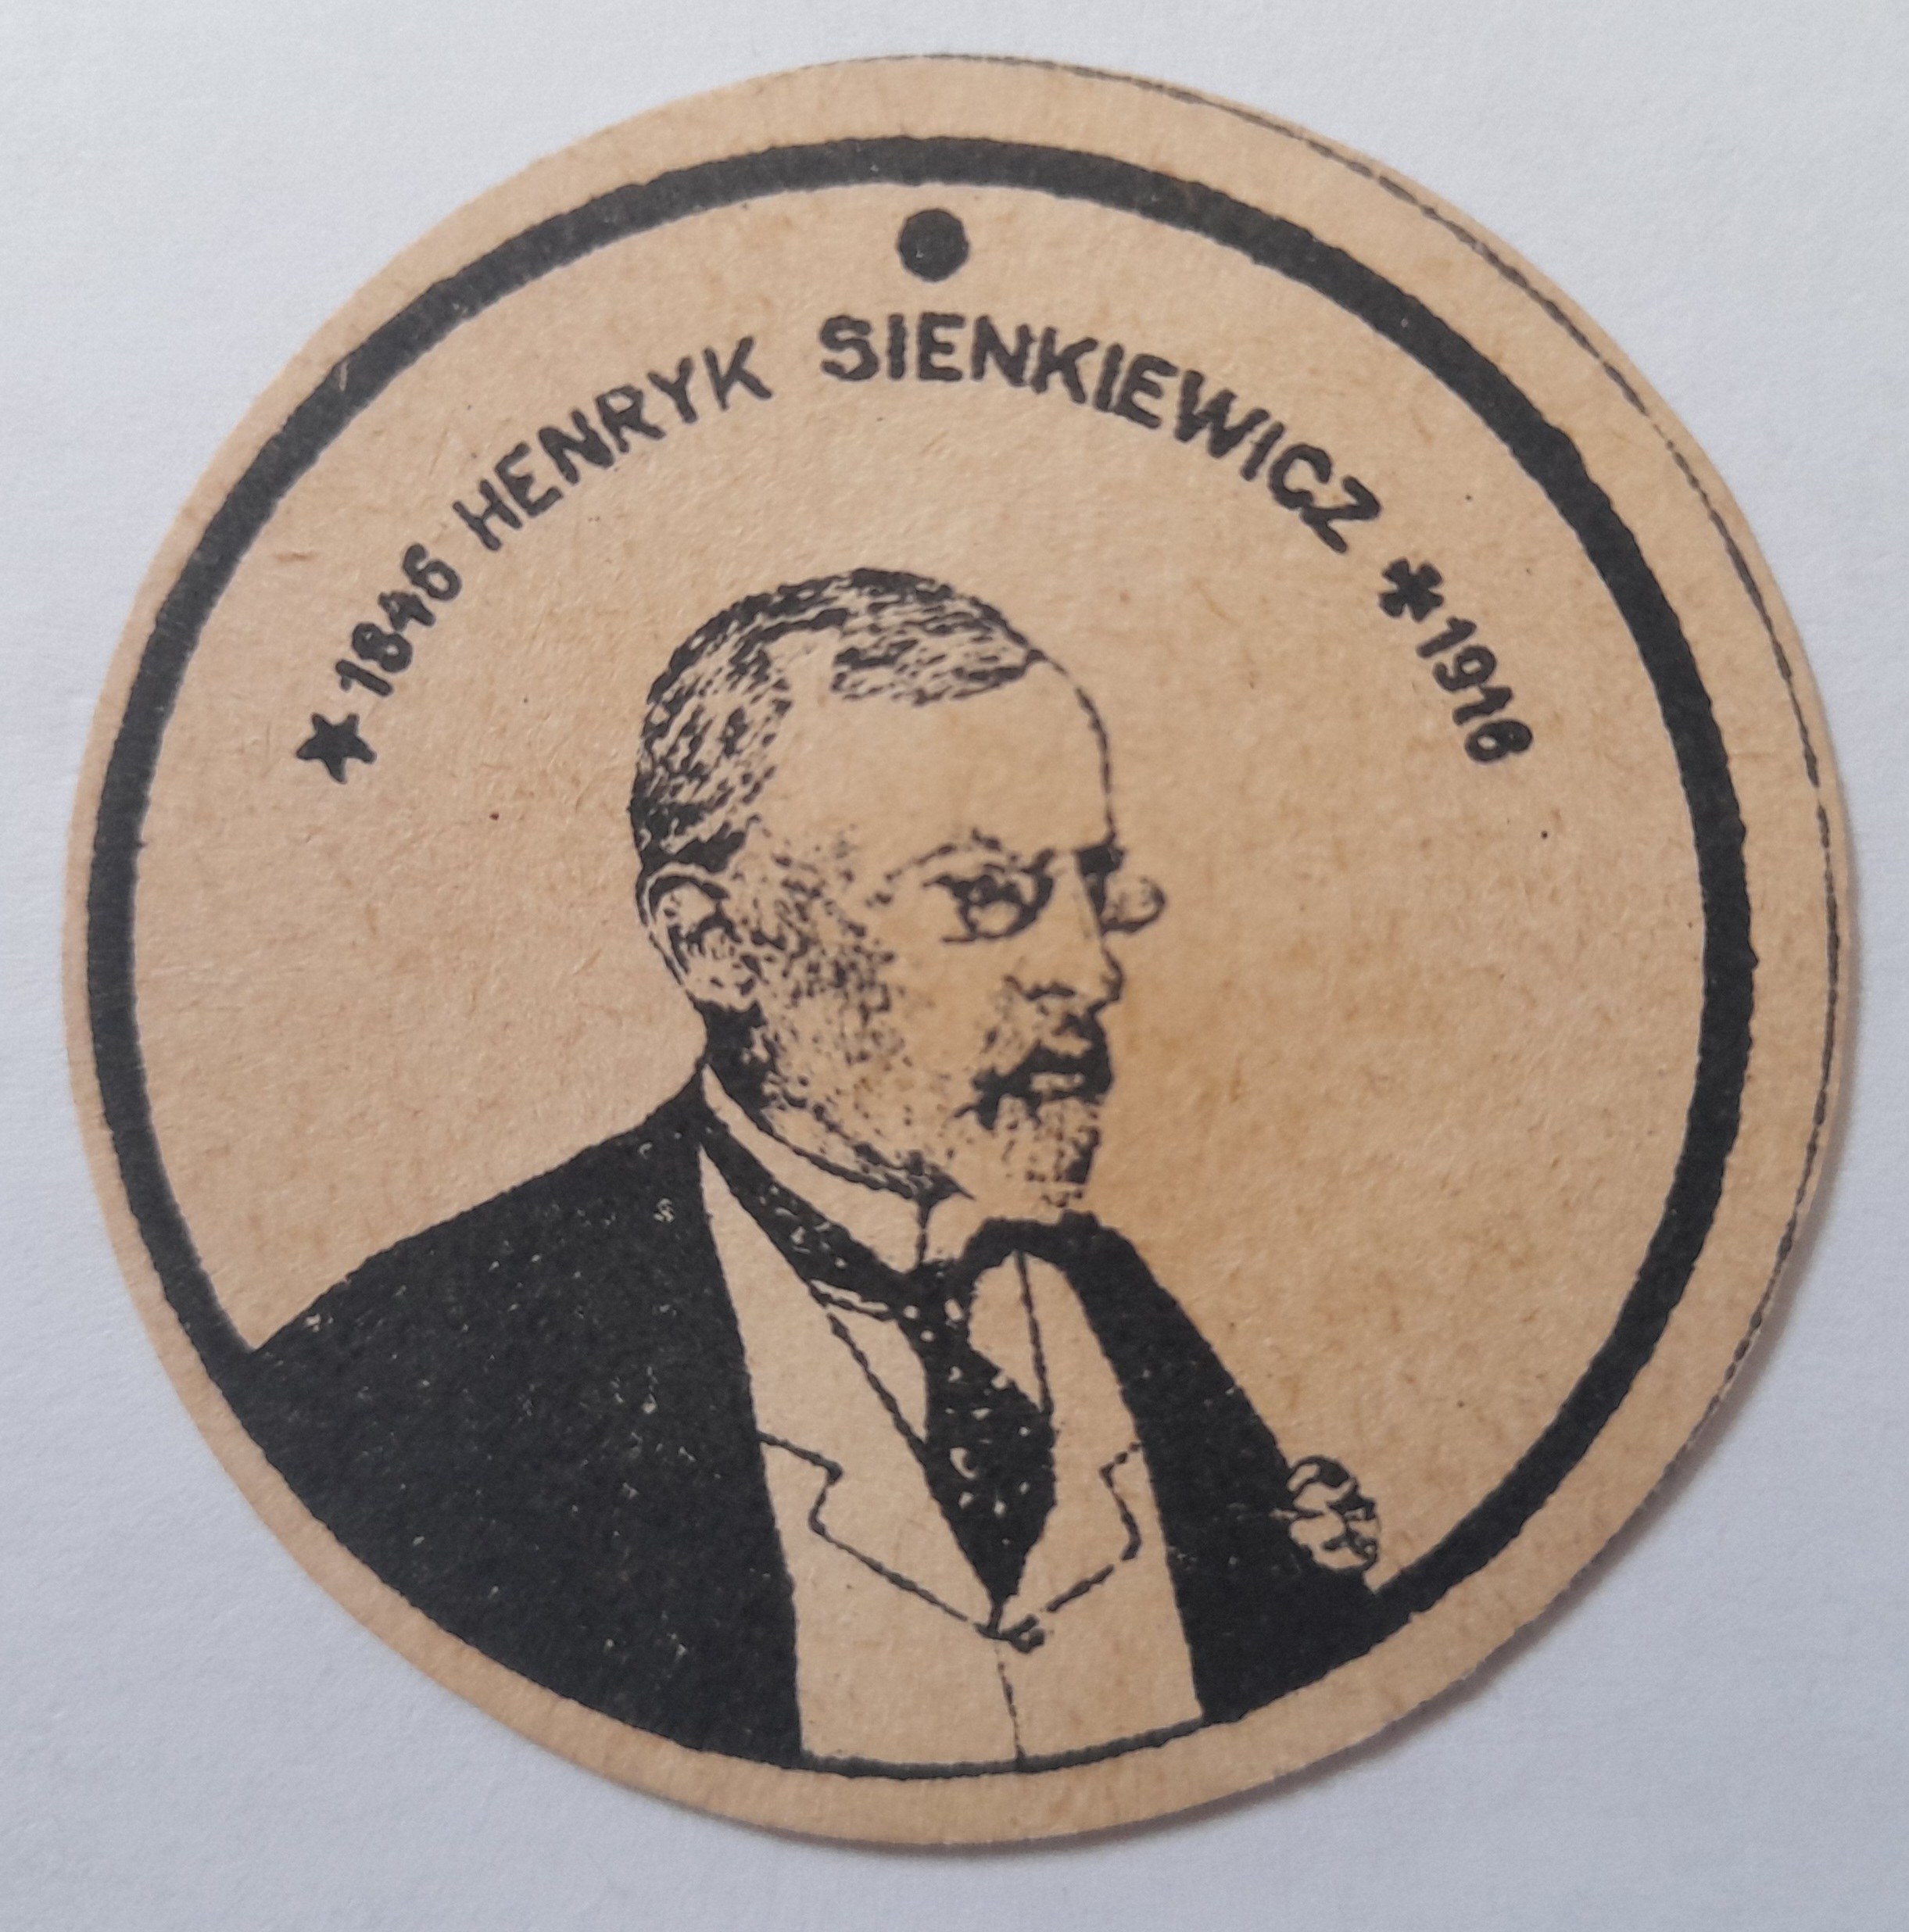 ★ 1846 HENRYK SIENKIEWICZ * 1916